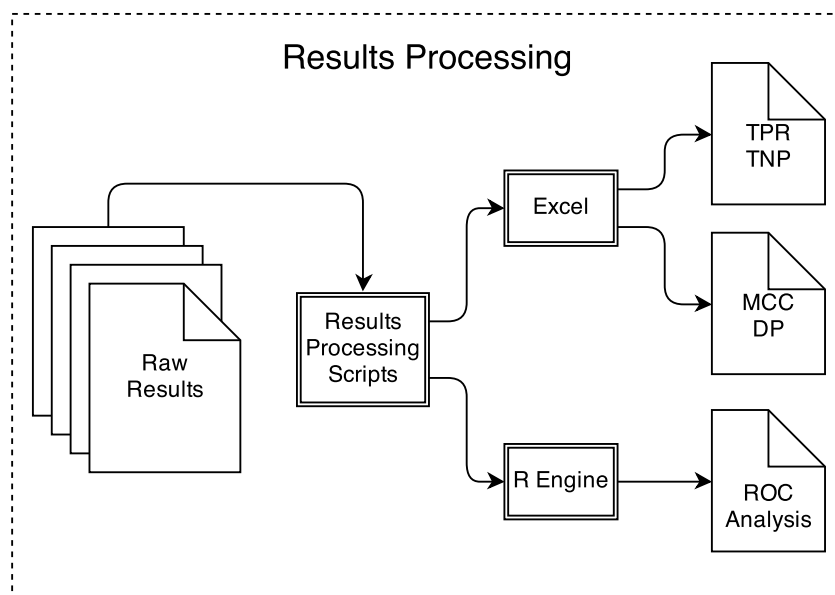 Results Processing
TPR
TNP
Excel
MCC
DP
Results
Processing
Scripts
Raw
Results
R Engine
ROC
Analysis